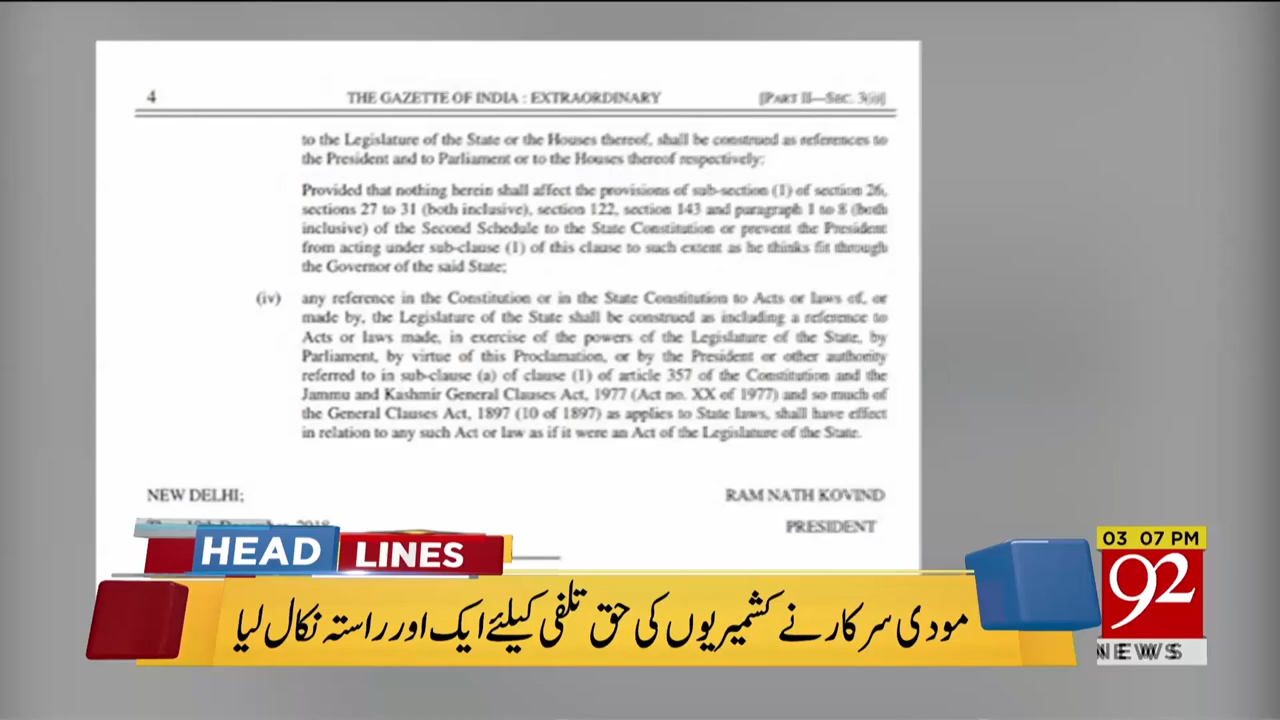 4 THE GAZETTE OF INDIA : EXTRAORDINARY [PART II—SEC. 3(i)]
to the Legislature of the State or the Houses thereof, shall be construed as references to
the President and to Parliament or to the Houses thereof respectively;
Provided that nothing herein shall affect the provisions of sub-section (1) of section 26,
sections 27 to 31 (both inclusive), section 122, section 143 and paragraph 1 to 8 (both
inclusive) of the Second Schedule to the State Constitution or prevent the President
from acting under sub-clause (1) of this clause to such extent as he thinks fit through
the Governor of the said State;
(iv) any reference in the Constitution or in the State Constitution to Acts or laws of, or
made by, the Legislature of the State shall be construed as including a reference to
Acts or laws made, in exercise of the powers of the Legislature of the State, by
Parliament, by virtue of this Proclamation, or by the President or other authority
referred to in sub-clause (a) of clause (1) of article 357 of the Constitution and the
Jammu and Kashmir General Clauses Act, 1977 (Act no. XX of 1977) and so much of
the General Clauses Act, 1897 (10 of 1897) as applies to State laws, shall have effect
in relation to any such Act or law as if it were an Act of the Legislature of the State.
NEW DELHI; RAM NATH KOVIND
PRESIDENT
HEAD LINES
03 07 PM
92
NEWS
مودی سرکار نے کشمیریوں کی حق تلفی کیلئے ایک اور راستہ نکال لیا